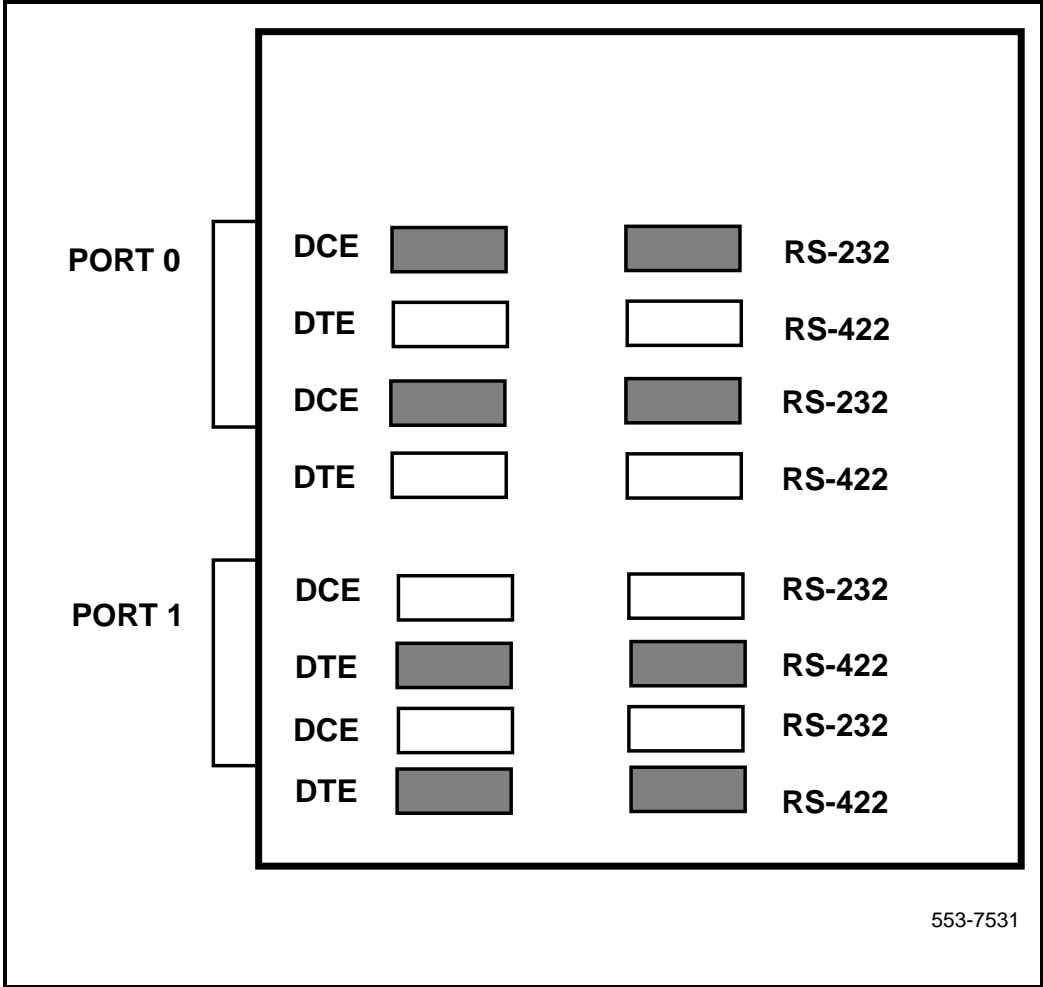 PORT 0
DCE RS-232
DTE RS-422
DCE RS-232
DTE RS-422
PORT 1
DCE RS-232
DTE RS-422
DCE RS-232
DTE RS-422
553-7531